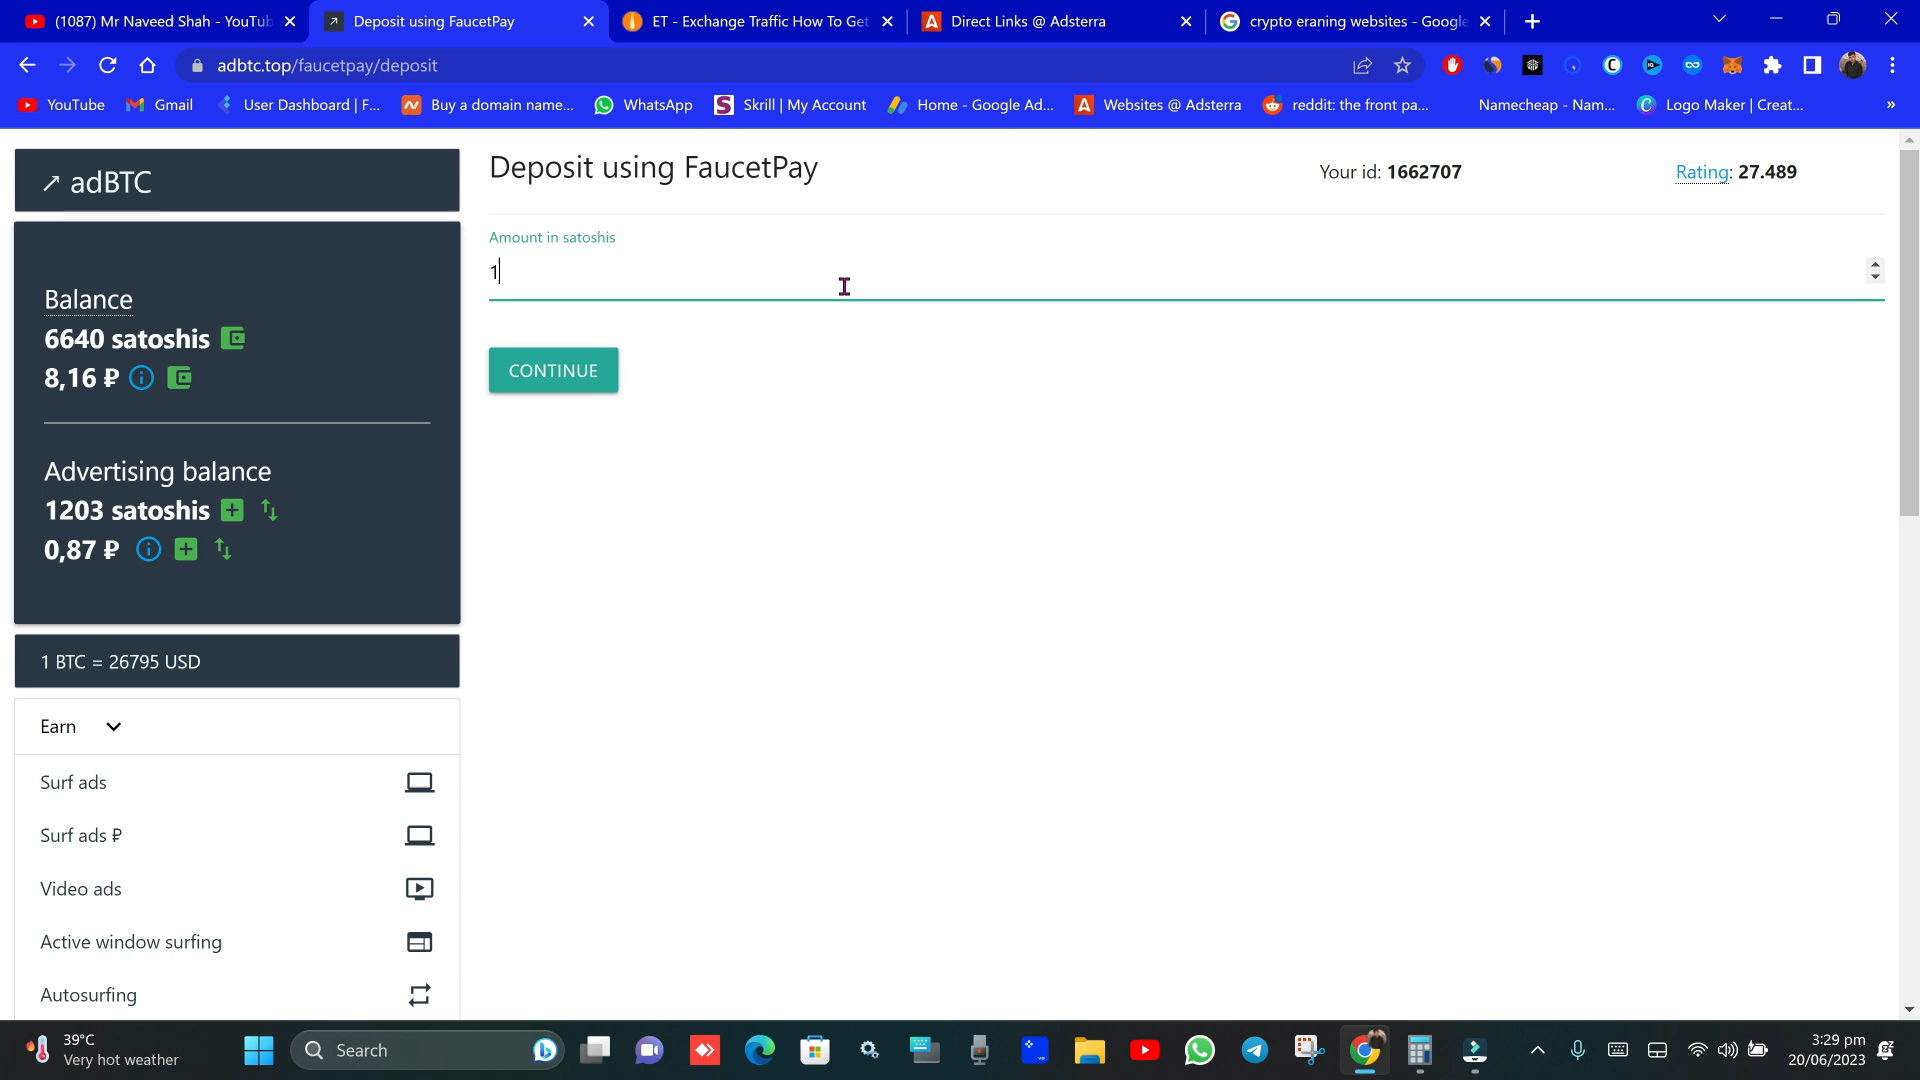 (1087) Mr Naveed Shah - YouTub
Deposit using FaucetPay
ET - Exchange Traffic How To Get
Direct Links @ Adsterra
crypto eraning websites - Google
adbtc.top/faucetpay/deposit
YouTube
Gmail
User Dashboard | F...
Buy a domain name...
WhatsApp
Skrill | My Account
Home - Google Ad...
Websites @ Adsterra
reddit: the front pa...
Namecheap - Nam...
Logo Maker | Creat...
»
adBTC
Deposit using FaucetPay
Your id: 1662707
Rating: 27.489
Amount in satoshis
1
CONTINUE
Balance
6640 satoshis
8,16 ₽
Advertising balance
1203 satoshis
0,87 ₽
1 BTC = 26795 USD
Earn
Surf ads
Surf ads ₽
Video ads
Active window surfing
Autosurfing
39°C
Very hot weather
Search
3:29 pm
20/06/2023